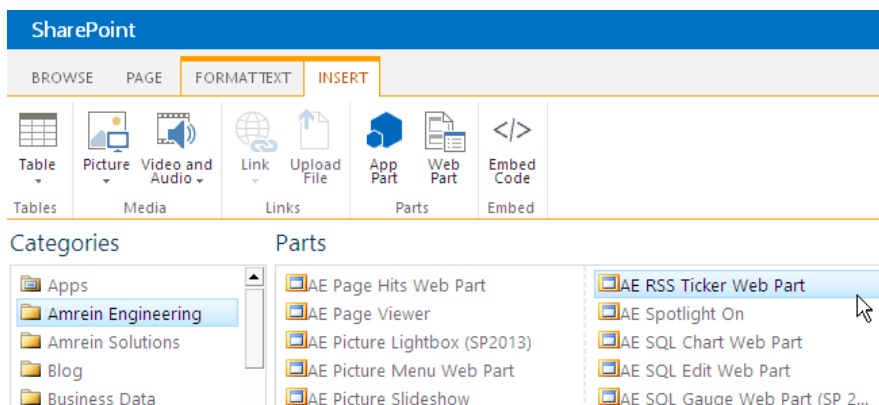 SharePoint
BROWSE PAGE FORMAT TEXT INSERT
Table Picture Video and Audio Link Upload File App Part Web Part </> Embed Code
Tables Media Links Parts Embed
Categories Parts
Apps
Amrein Engineering
Amrein Solutions
Blog
Business Data
AE Page Hits Web Part
AE Page Viewer
AE Picture Lightbox (SP2013)
AE Picture Menu Web Part
AE Picture Slideshow
AE RSS Ticker Web Part
AE Spotlight On
AE SQL Chart Web Part
AE SQL Edit Web Part
AE SQL Gauge Web Part (SP 2...